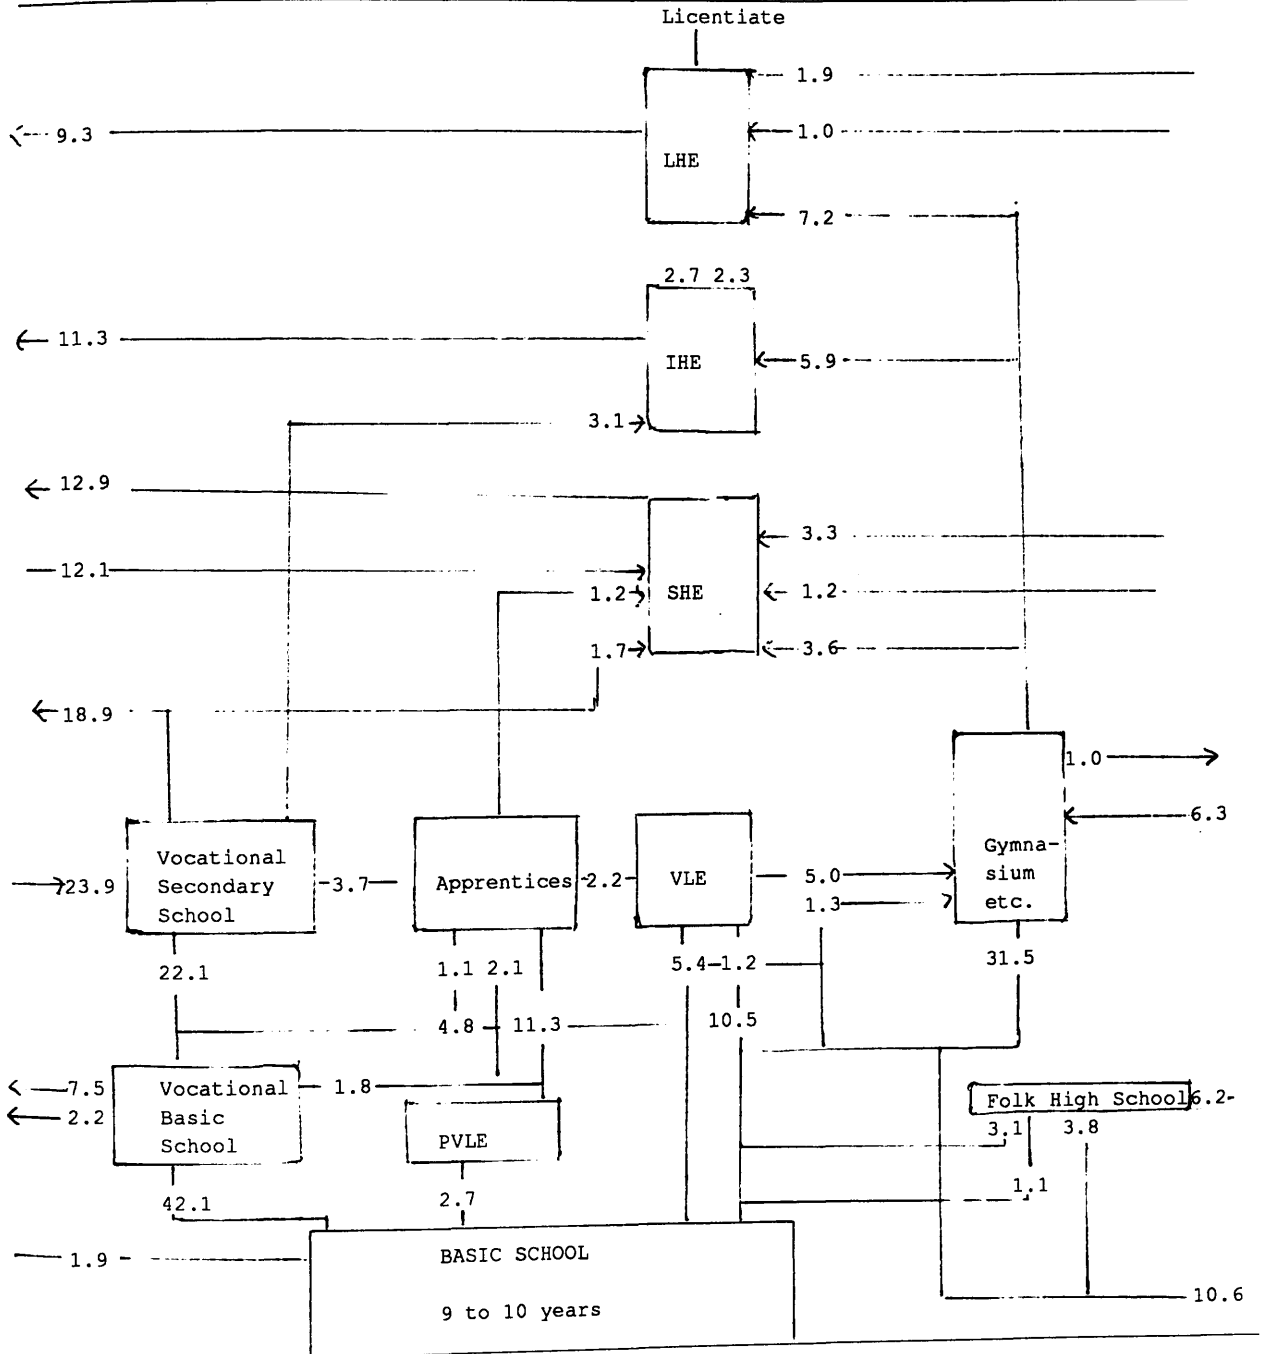 Licentiate
1.9
9.3
1.0
LHE
7.2
2.7 2.3
11.3
IHE
5.9
3.1
12.9
3.3
12.1
1.2
SHE
1.2
1.7
3.6
18.9
1.0
6.3
Vocational
Secondary
School
23.9
3.7
Apprentices
2.2
VLE
5.0
1.3
Gymna-
sium
etc.
22.1
1.1 2.1
5.4-1.2
31.5
4.8
11.3
10.5
7.5
2.2
Vocational
Basic
School
1.8
PVLE
Folk High School
6.2-
3.1
3.8
1.1
42.1
2.7
1.9
BASIC SCHOOL
9 to 10 years
10.6